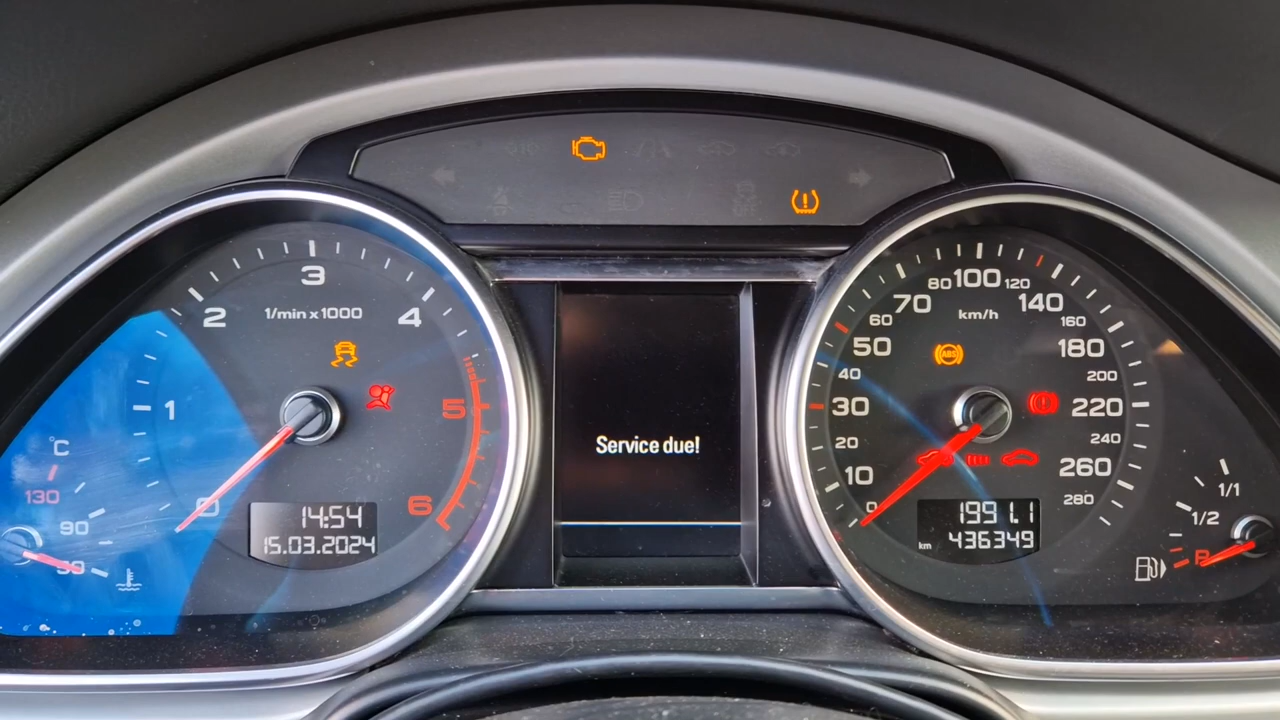 3
1/min x 1000
2
4
1
5
0
6
°C
130
90
50
14:54
15.03.2024
Service due!
80 100 120
70 140
km/h
60 160
50 180
ABS
40 200
30 220
20 240
10 260
0 280
1991.1
km 436349
1/1
1/2
R